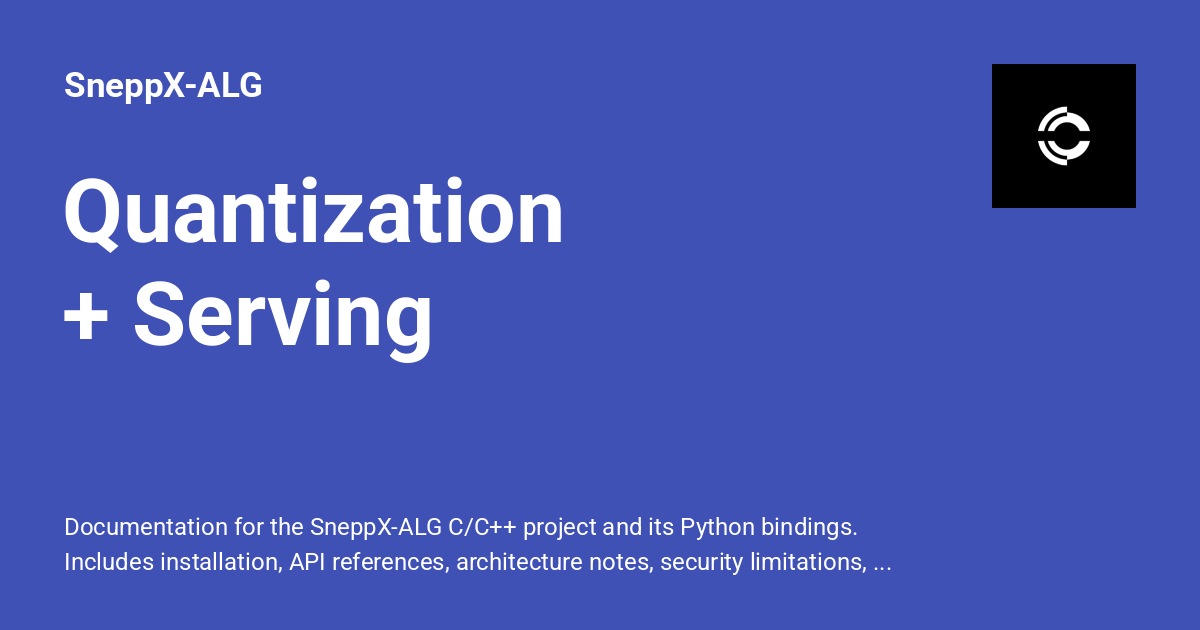 SneppX-ALG
Quantization
+ Serving
Documentation for the SneppX-ALG C/C++ project and its Python bindings.
Includes installation, API references, architecture notes, security limitations, ...